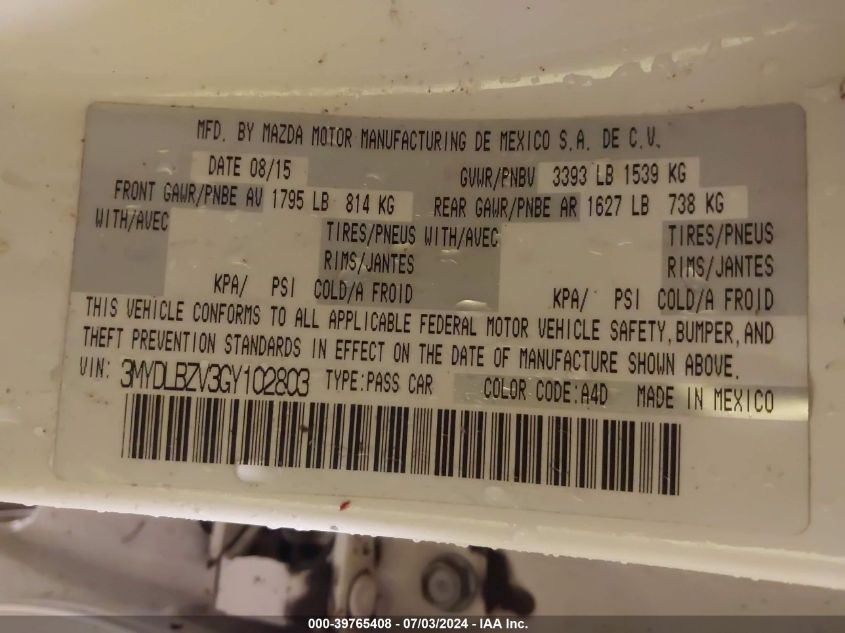 MFD. BY MAZDA MOTOR MANUFACTURING DE MEXICO S.A. DE C.V.
DATE 08/15 GVWR/PNBV 3393 LB 1539 KG
FRONT GAWR/PNBE AV 1795 LB 814 KG REAR GAWR/PNBE AR 1627 LB 738 KG
WITH/AVEC TIRES/PNEUS WITH/AVEC TIRES/PNEUS
RIMS/JANTES RIMS/JANTES
KPA/ PSI COLD/A FROID KPA/ PSI COLD/A FROID
THIS VEHICLE CONFORMS TO ALL APPLICABLE FEDERAL MOTOR VEHICLE SAFETY, BUMPER, AND
THEFT PREVENTION STANDARDS IN EFFECT ON THE DATE OF MANUFACTURE SHOWN ABOVE.
VIN: 3MYDLBZV3GY102803 TYPE:PASS CAR COLOR CODE:A4D MADE IN MEXICO
000-39765408 - 07/03/2024 - IAA Inc.